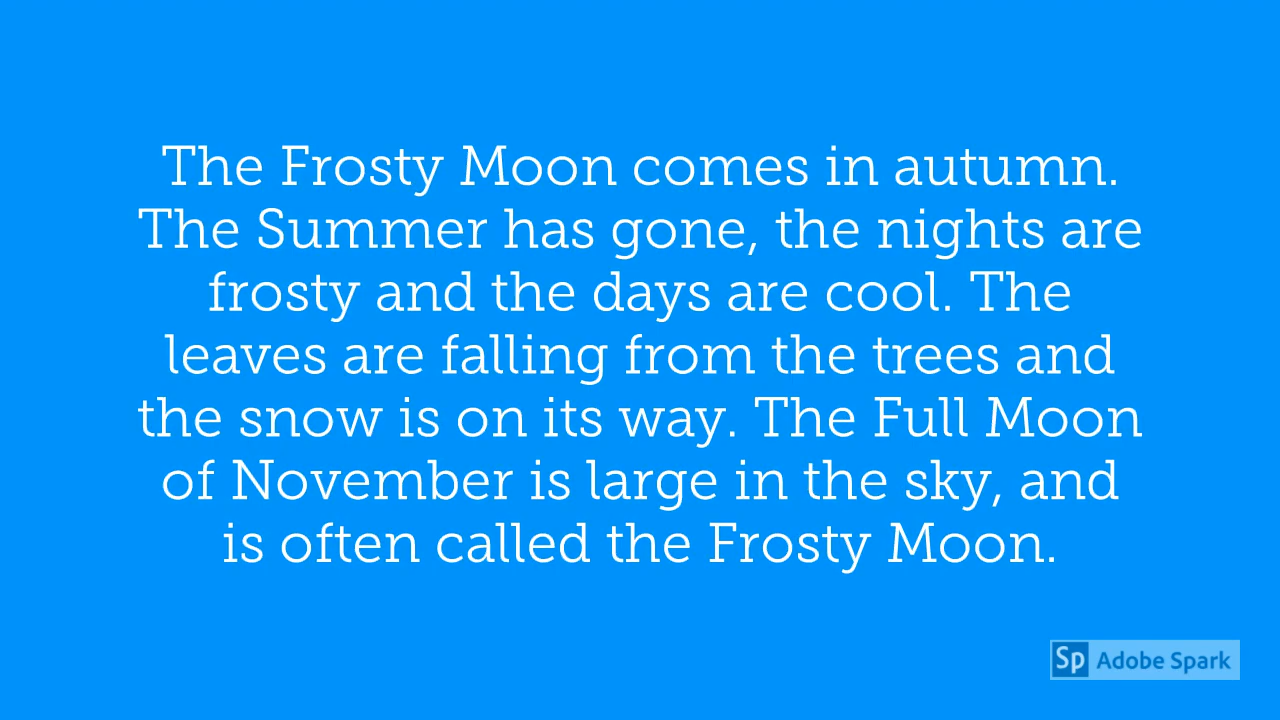 The Frosty Moon comes in autumn.
The Summer has gone, the nights are
frosty and the days are cool. The
leaves are falling from the trees and
the snow is on its way. The Full Moon
of November is large in the sky, and
is often called the Frosty Moon.
Sp Adobe Spark